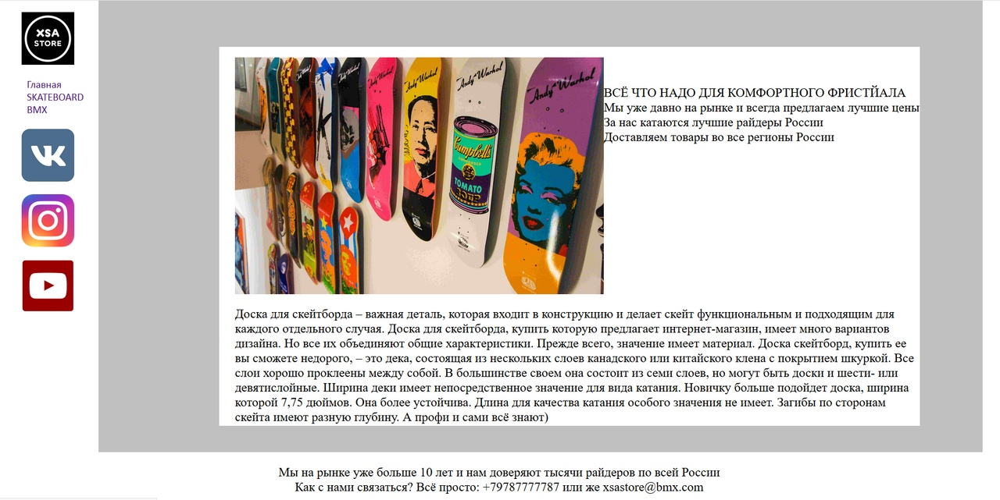 XSA
STORE
Главная
SKATEBOARD
BMX
Andy Warhol
Andy Warhol
Andy Warhol
Andy Warhol
Andy Warhol
Campbell's
CONDENSED
TOMATO
SOUP
ВСЁ ЧТО НАДО ДЛЯ КОМФОРТНОГО ФРИСТЙАЛА
Мы уже давно на рынке и всегда предлагаем лучшие цены
За нас катаются лучшие райдеры России
Доставляем товары во все регионы России
Доска для скейтборда – важная деталь, которая входит в конструкцию и делает скейт функциональным и подходящим для
каждого отдельного случая. Доска для скейтборда, купить которую предлагает интернет-магазин, имеет много вариантов
дизайна. Но все их объединяют общие характеристики. Прежде всего, значение имеет материал. Доска скейтборд, купить ее
вы сможете недорого, – это дека, состоящая из нескольких слоев канадского или китайского клена с покрытием шкуркой. Все
слои хорошо проклеены между собой. В большинстве своем она состоит из семи слоев, но могут быть доски и шести- или
девятислойные. Ширина деки имеет непосредственное значение для вида катания. Новичку больше подойдет доска, ширина
которой 7,75 дюймов. Она более устойчива. Длина для качества катания особого значения не имеет. Загибы по сторонам
скейта имеют разную глубину. А профи и сами всё знают)
Мы на рынке уже больше 10 лет и нам доверяют тысячи райдеров по всей России
Как с нами связаться? Всё просто: +79787777787 или же xsastore@bmx.com